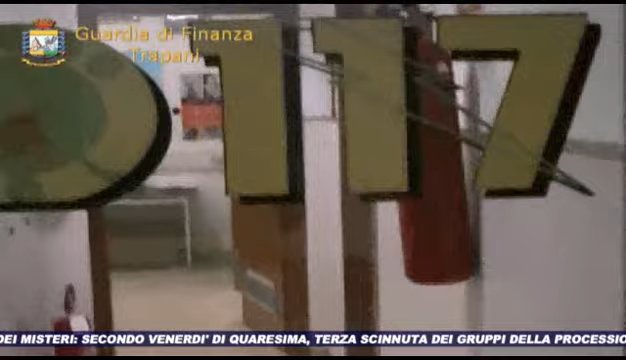 Guardia di Finanza
Trapani
117
DEI MISTERI: SECONDO VENERDI' DI QUARESIMA, TERZA SCINNUTA DEI GRUPPI DELLA PROCESSIO